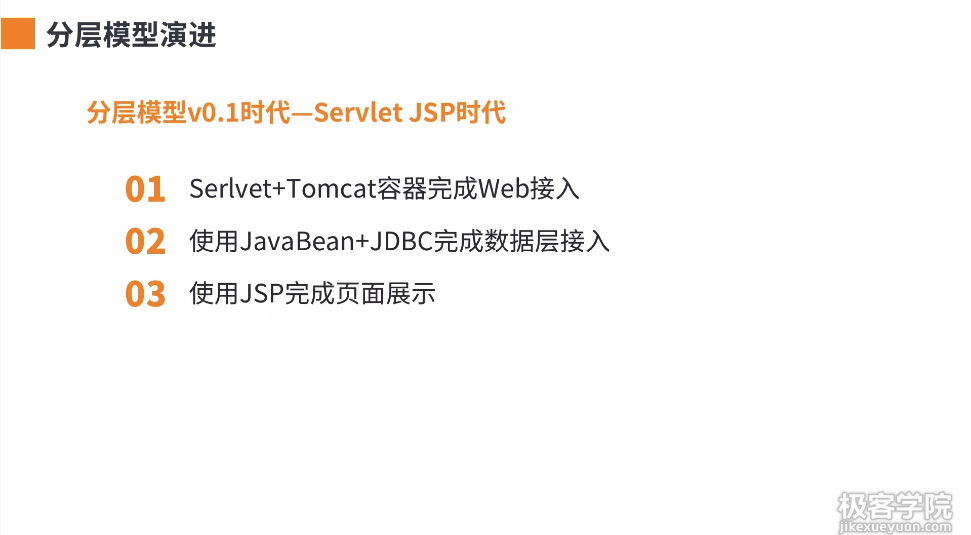 分层模型演进
分层模型v0.1时代—Servlet JSP时代
01 Serlvet+Tomcat容器完成Web接入
02 使用JavaBean+JDBC完成数据层接入
03 使用JSP完成页面展示
极客学院
jikexueyuan.com